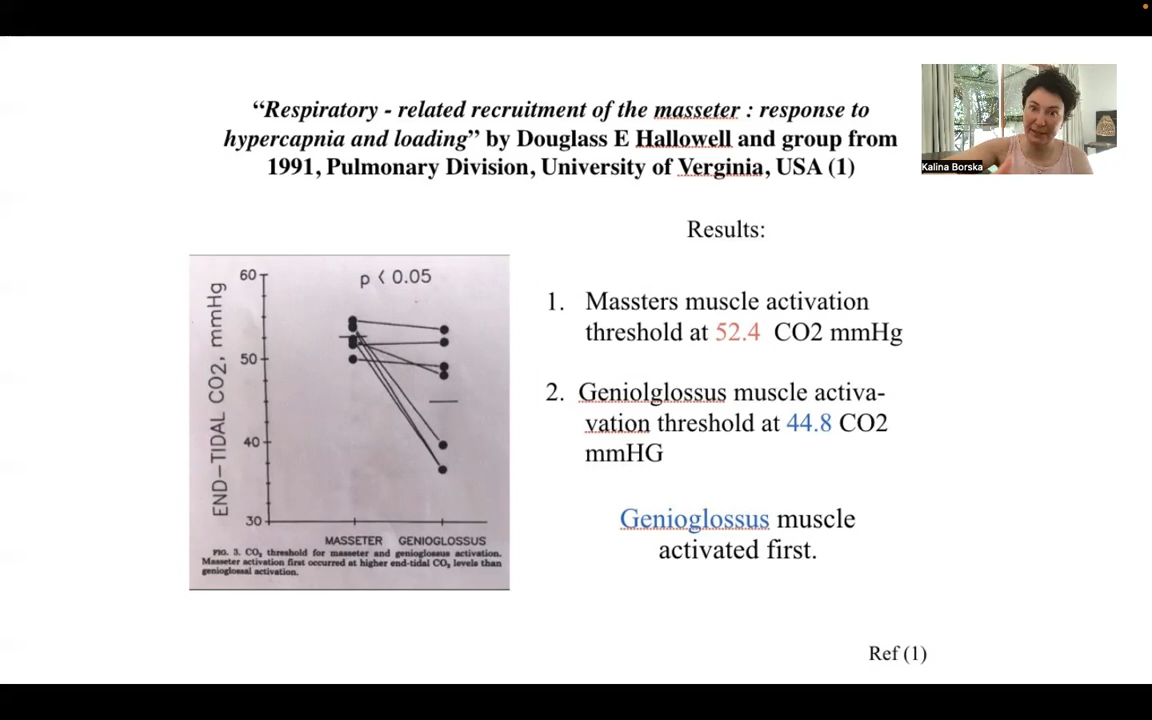 “Respiratory - related recruitment of the masseter : response to
hypercapnia and loading” by Douglass E Hallowell and group from
1991, Pulmonary Division, University of Verginia, USA (1)
Kalina Borska
Results:
60
p < 0.05
50
40
30
END-TIDAL CO2, mmHg
MASSETER GENIOGLOSSUS
FIG. 3. CO₂ threshold for masseter and genioglossus activation.
Masseter activation first occurred at higher end-tidal CO₂ levels than
genioglossal activation.
1. Massters muscle activation
threshold at 52.4 CO2 mmHg
2. Geniolglossus muscle activa-
vation threshold at 44.8 CO2
mmHG
Genioglossus muscle
activated first.
Ref (1)